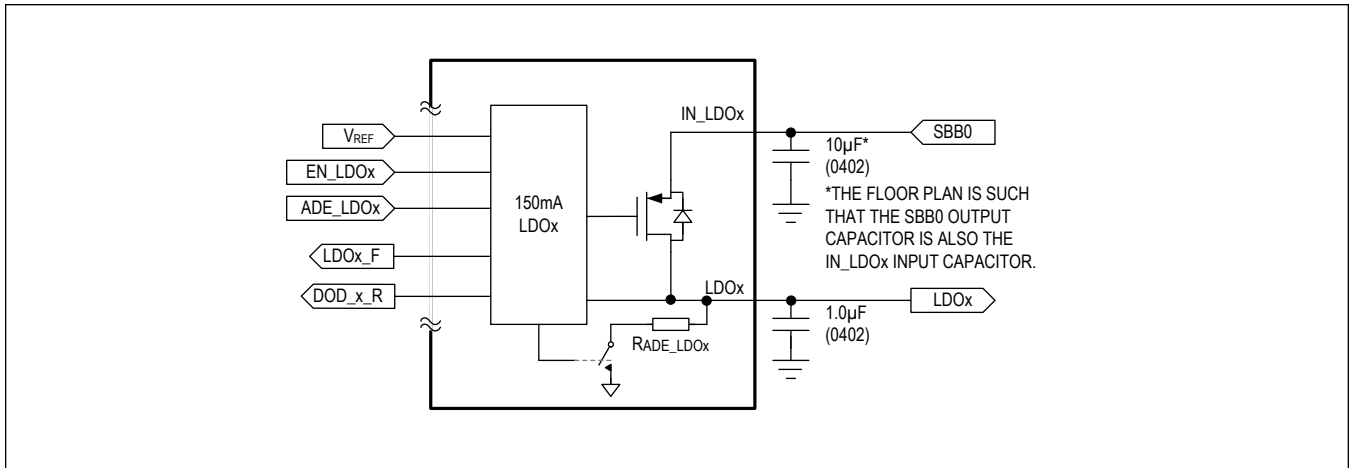 VREF
EN_LDOx
ADE_LDOx
LDOx_F
DOD_x_R
150mA
LDOx
IN_LDOx
LDOx
RADE_LDOx
10µF*
(0402)
*THE FLOOR PLAN IS SUCH
THAT THE SBB0 OUTPUT
CAPACITOR IS ALSO THE
IN_LDOx INPUT CAPACITOR.
SBB0
1.0µF
(0402)
LDOx